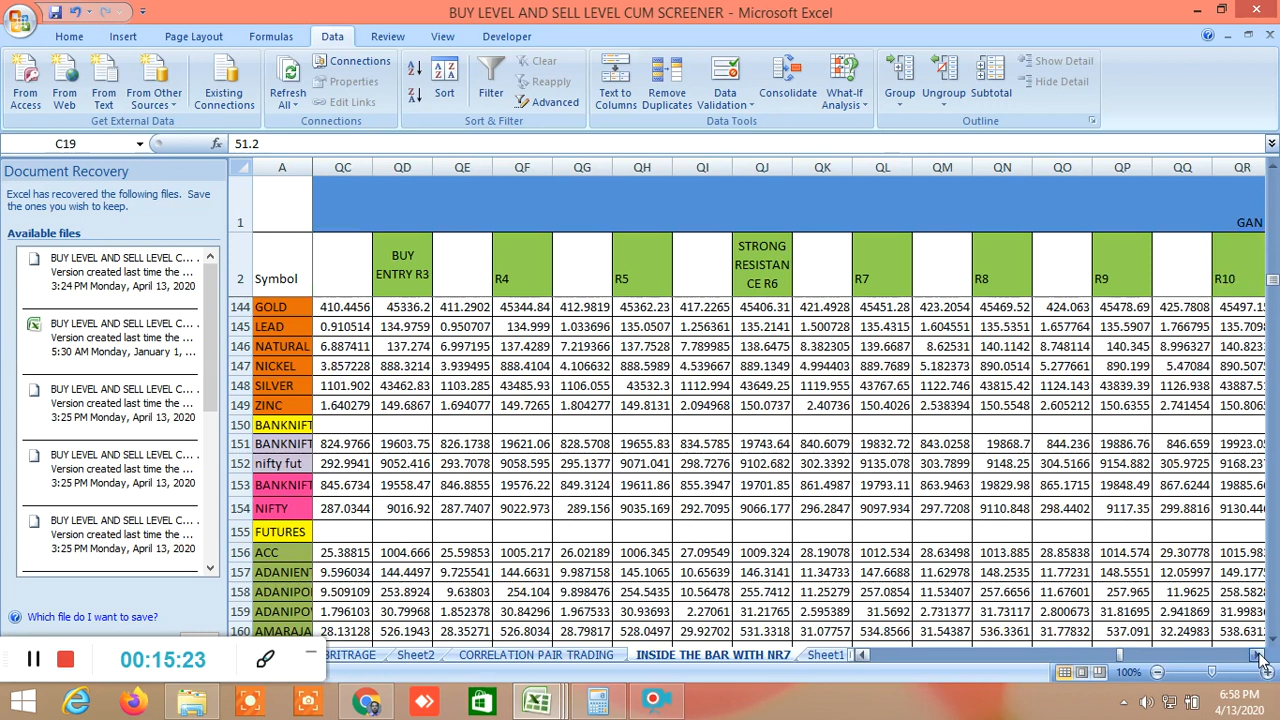 BUY LEVEL AND SELL LEVEL CUM SCREENER - Microsoft Excel
Home Insert Page Layout Formulas Data Review View Developer
From Access
From Web
From Text
From Other Sources
Existing Connections
Get External Data
Refresh All
Connections
Properties
Edit Links
Connections
Sort
Filter
Clear
Reapply
Advanced
Sort & Filter
Text to Columns
Remove Duplicates
Data Validation
Consolidate
What-If Analysis
Data Tools
Group
Ungroup
Subtotal
Show Detail
Hide Detail
Outline
C19 fx 51.2
Document Recovery
Excel has recovered the following files. Save the ones you wish to keep.
Available files
BUY LEVEL AND SELL LEVEL C...
Version created last time the ...
3:24 PM Monday, April 13, 2020
BUY LEVEL AND SELL LEVEL C...
Version created last time the ...
5:30 AM Monday, January 1, ...
BUY LEVEL AND SELL LEVEL C...
Version created last time the ...
3:25 PM Monday, April 13, 2020
BUY LEVEL AND SELL LEVEL C...
Version created last time the ...
3:25 PM Monday, April 13, 2020
BUY LEVEL AND SELL LEVEL C...
Version created last time the ...
3:25 PM Monday, April 13, 2020
Which file do I want to save?
A QC QD QE QF QG QH QI QJ QK QL QM QN QO QP QQ QR
1 GAN
2 Symbol BUY ENTRY R3 R4 R5 STRONG RESISTANCE R6 R7 R8 R9 R10
144 GOLD 410.4456 45336.2 411.2902 45344.84 412.9819 45362.23 417.2265 45406.31 421.4928 45451.28 423.2054 45469.52 424.063 45478.69 425.7808 45497.15
145 LEAD 0.910514 134.9759 0.950707 134.999 1.033696 135.0507 1.256361 135.2141 1.500728 135.4315 1.604551 135.5351 1.657764 135.5907 1.766795 135.7098
146 NATURAL 6.887411 137.274 6.997195 137.4289 7.219366 137.7528 7.789985 138.6475 8.382305 139.6687 8.62531 140.1142 8.748114 140.345 8.996327 140.823
147 NICKEL 3.857228 888.3214 3.939495 888.4104 4.106632 888.5989 4.539667 889.1349 4.994403 889.7689 5.182373 890.0514 5.277661 890.199 5.47084 890.507
148 SILVER 1101.902 43462.83 1103.285 43485.93 1106.055 43532.3 1112.994 43649.25 1119.955 43767.65 1122.746 43815.42 1124.143 43839.39 1126.938 43887.5
149 ZINC 1.640279 149.6867 1.694077 149.7265 1.804277 149.8131 2.094968 150.0737 2.40736 150.4026 2.538394 150.5548 2.605212 150.6355 2.741454 150.806
150 BANKNIFT
151 BANKNIFT 824.9766 19603.75 826.1738 19621.06 828.5708 19655.83 834.5785 19743.64 840.6079 19832.72 843.0258 19868.7 844.236 19886.76 846.659 19923.0
152 nifty fut 292.9941 9052.416 293.7078 9058.595 295.1377 9071.041 298.7276 9102.682 302.3392 9135.078 303.7899 9148.25 304.5166 9154.882 305.9725 9168.23
153 BANKNIFT 845.6734 19558.47 846.8855 19576.22 849.3124 19611.86 855.3947 19701.85 861.4987 19793.11 863.9463 19829.98 865.1715 19848.49 867.6244 19885.6
154 NIFTY 287.0344 9016.92 287.7407 9022.973 289.156 9035.169 292.7095 9066.177 296.2847 9097.934 297.7208 9110.848 298.4402 9117.35 299.8816 9130.44
155 FUTURES
156 ACC 25.38815 1004.666 25.59853 1005.217 26.02189 1006.345 27.09549 1009.324 28.19078 1012.534 28.63498 1013.885 28.85838 1014.574 29.30778 1015.98
157 ADANIENT 9.596034 144.4497 9.725541 144.6631 9.987158 145.1065 10.65639 146.3141 11.34733 147.6688 11.62978 148.2535 11.77231 148.5551 12.05997 149.177
158 ADANIPO 9.509109 253.8924 9.63803 254.104 9.898476 254.5435 10.56478 255.7412 11.25279 257.0854 11.53407 257.6656 11.67601 257.965 11.9625 258.582
159 ADANIPO 1.796103 30.79968 1.852378 30.84296 1.967533 30.93693 2.27061 31.21765 2.595389 31.5692 2.731377 31.73117 2.800673 31.81695 2.941869 31.9983
160 AMARAJA 28.13128 526.1943 28.35271 526.8034 28.79817 528.0497 29.92702 531.3318 31.07757 534.8566 31.54387 536.3361 31.77832 537.091 32.24983 538.631
00:15:23
RITRAGE Sheet2 CORRELATION PAIR TRADING INSIDE THE BAR WITH NR7 Sheet1
100%
6:58 PM
4/13/2020